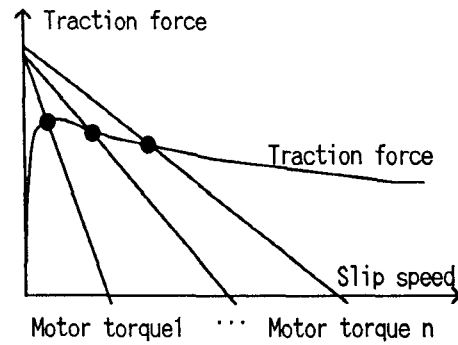 Traction force
Traction force
Slip speed
Motor torque1 ... Motor torque n